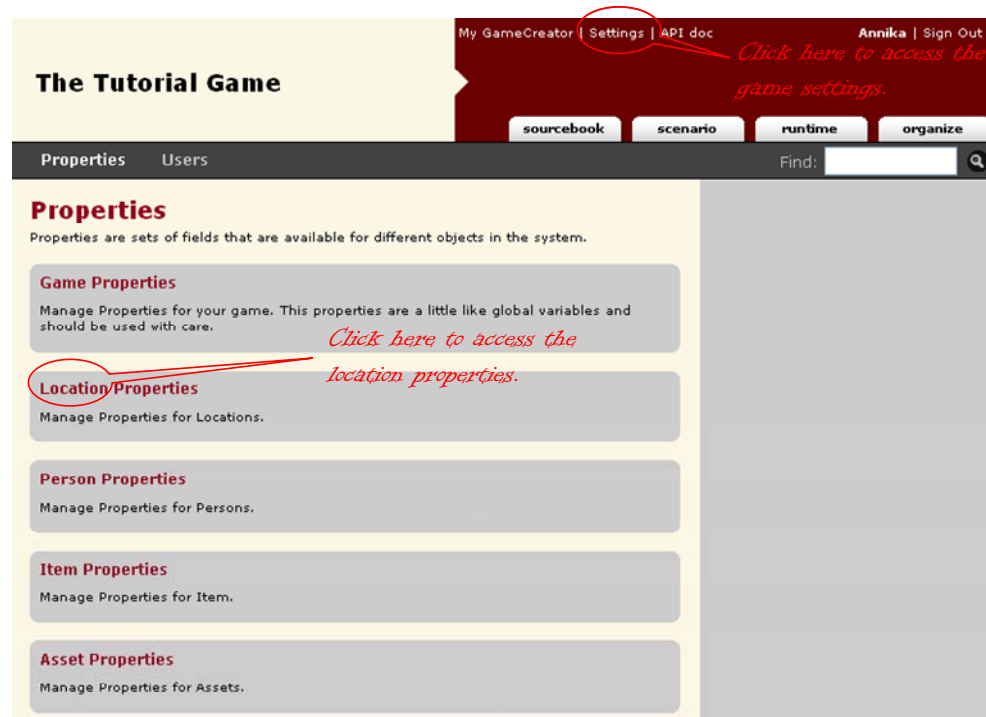 My GameCreator | Settings | API doc
Annika | Sign Out
Click here to access the
game settings.
The Tutorial Game
sourcebook
scenario
runtime
organize
Properties
Users
Find:
Properties
Properties are sets of fields that are available for different objects in the system.
Game Properties
Manage Properties for your game. This properties are a little like global variables and
should be used with care.
Click here to access the
location properties.
Location Properties
Manage Properties for Locations.
Person Properties
Manage Properties for Persons.
Item Properties
Manage Properties for Item.
Asset Properties
Manage Properties for Assets.